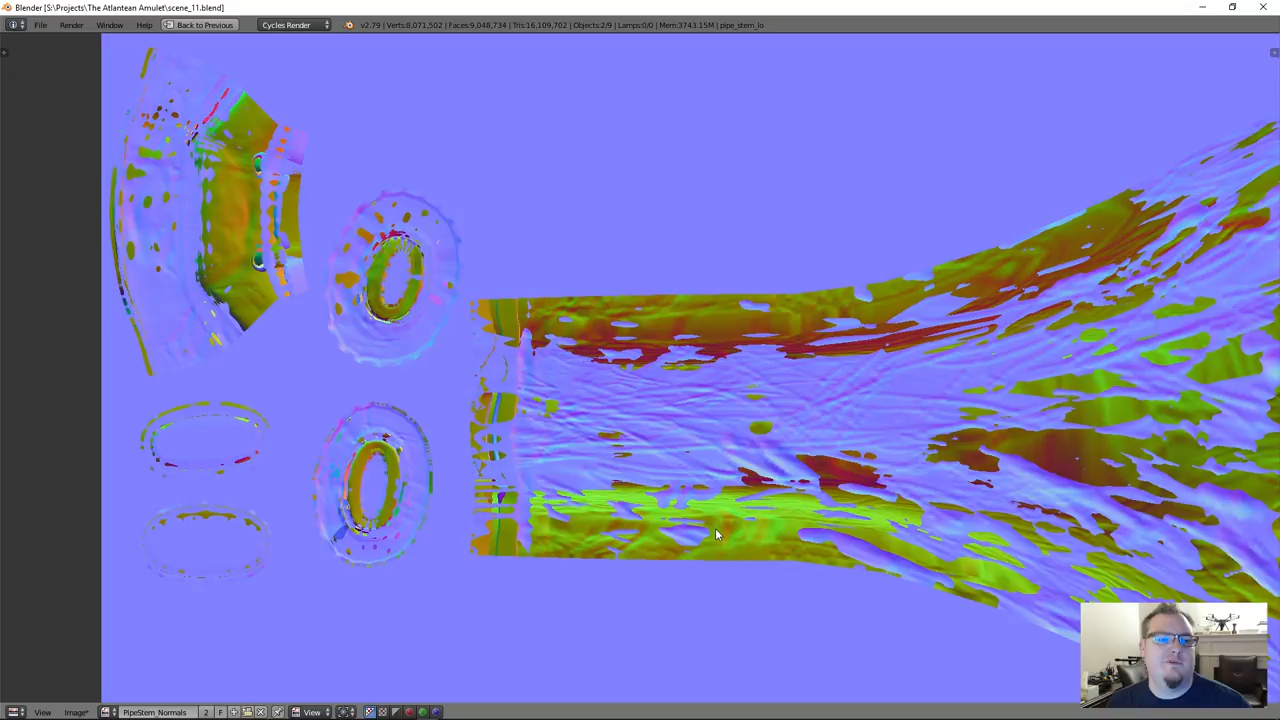 Blender [S:\Projects\The Atlantean Amulet\scene_11.blend]
File Render Window Help Back to Previous Cycles Render v2.79 | Verts:8,071,502 | Faces:9,048,734 | Tris:16,109,702 | Objects:2/9 | Lamps:0/0 | Mem:3743.15M | pipe_stem_lo
View Image* PipeStem_Normals 2 F View